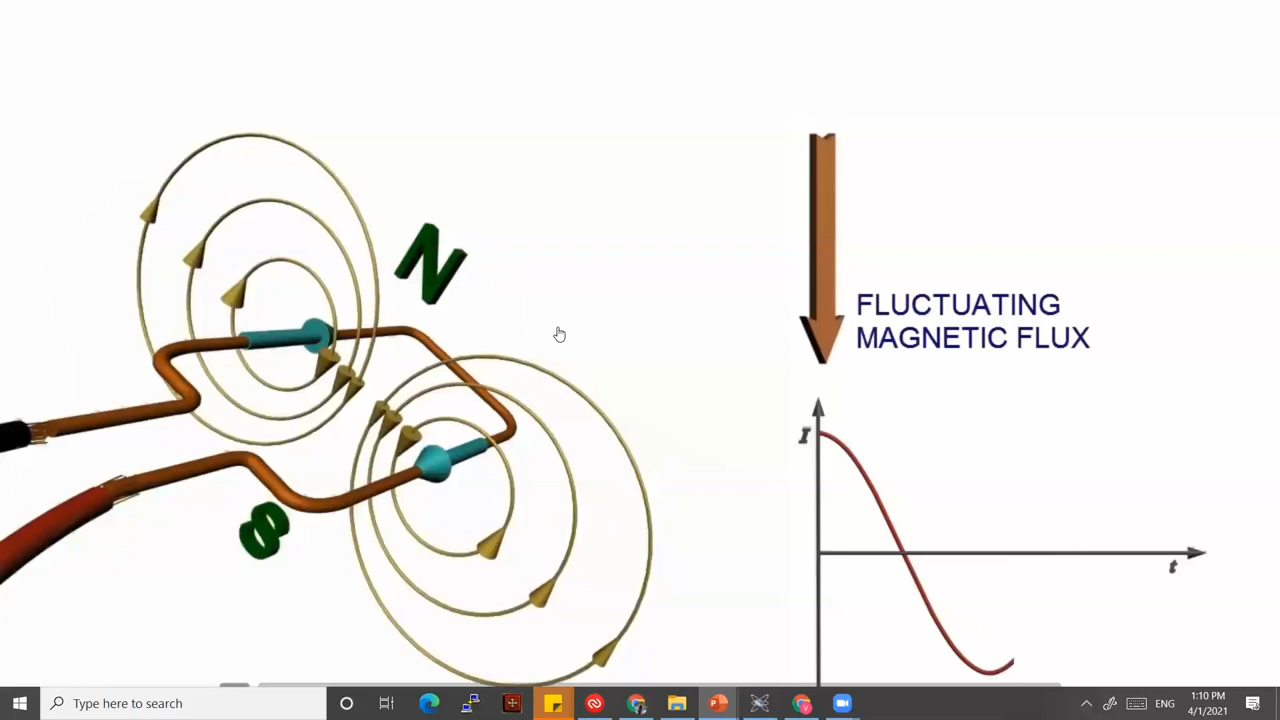 N
S
FLUCTUATING
MAGNETIC FLUX
I
t
Type here to search
ENG
1:10 PM
4/1/2021